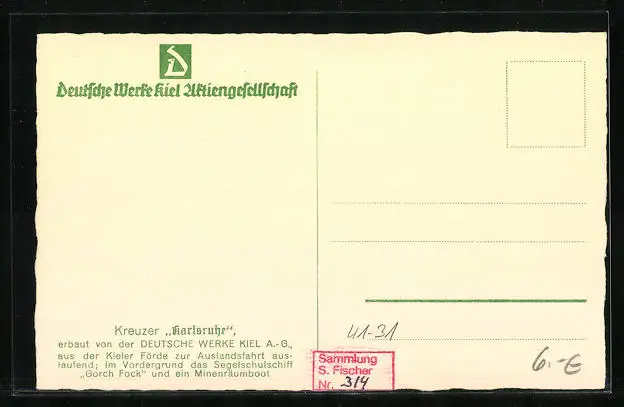 Deutsche Werke Kiel Aktiengesellschaft
Kreuzer „Karlsruhe",
erbaut von der DEUTSCHE WERKE KIEL A.-G.,
aus der Kieler Förde zur Auslandsfahrt aus-
laufend; im Vordergrund das Segelschulschiff
„Gorch Fock" und ein Minenräumboot
41-31
Sammlung
S. Fischer
Nr. 314
6.-€